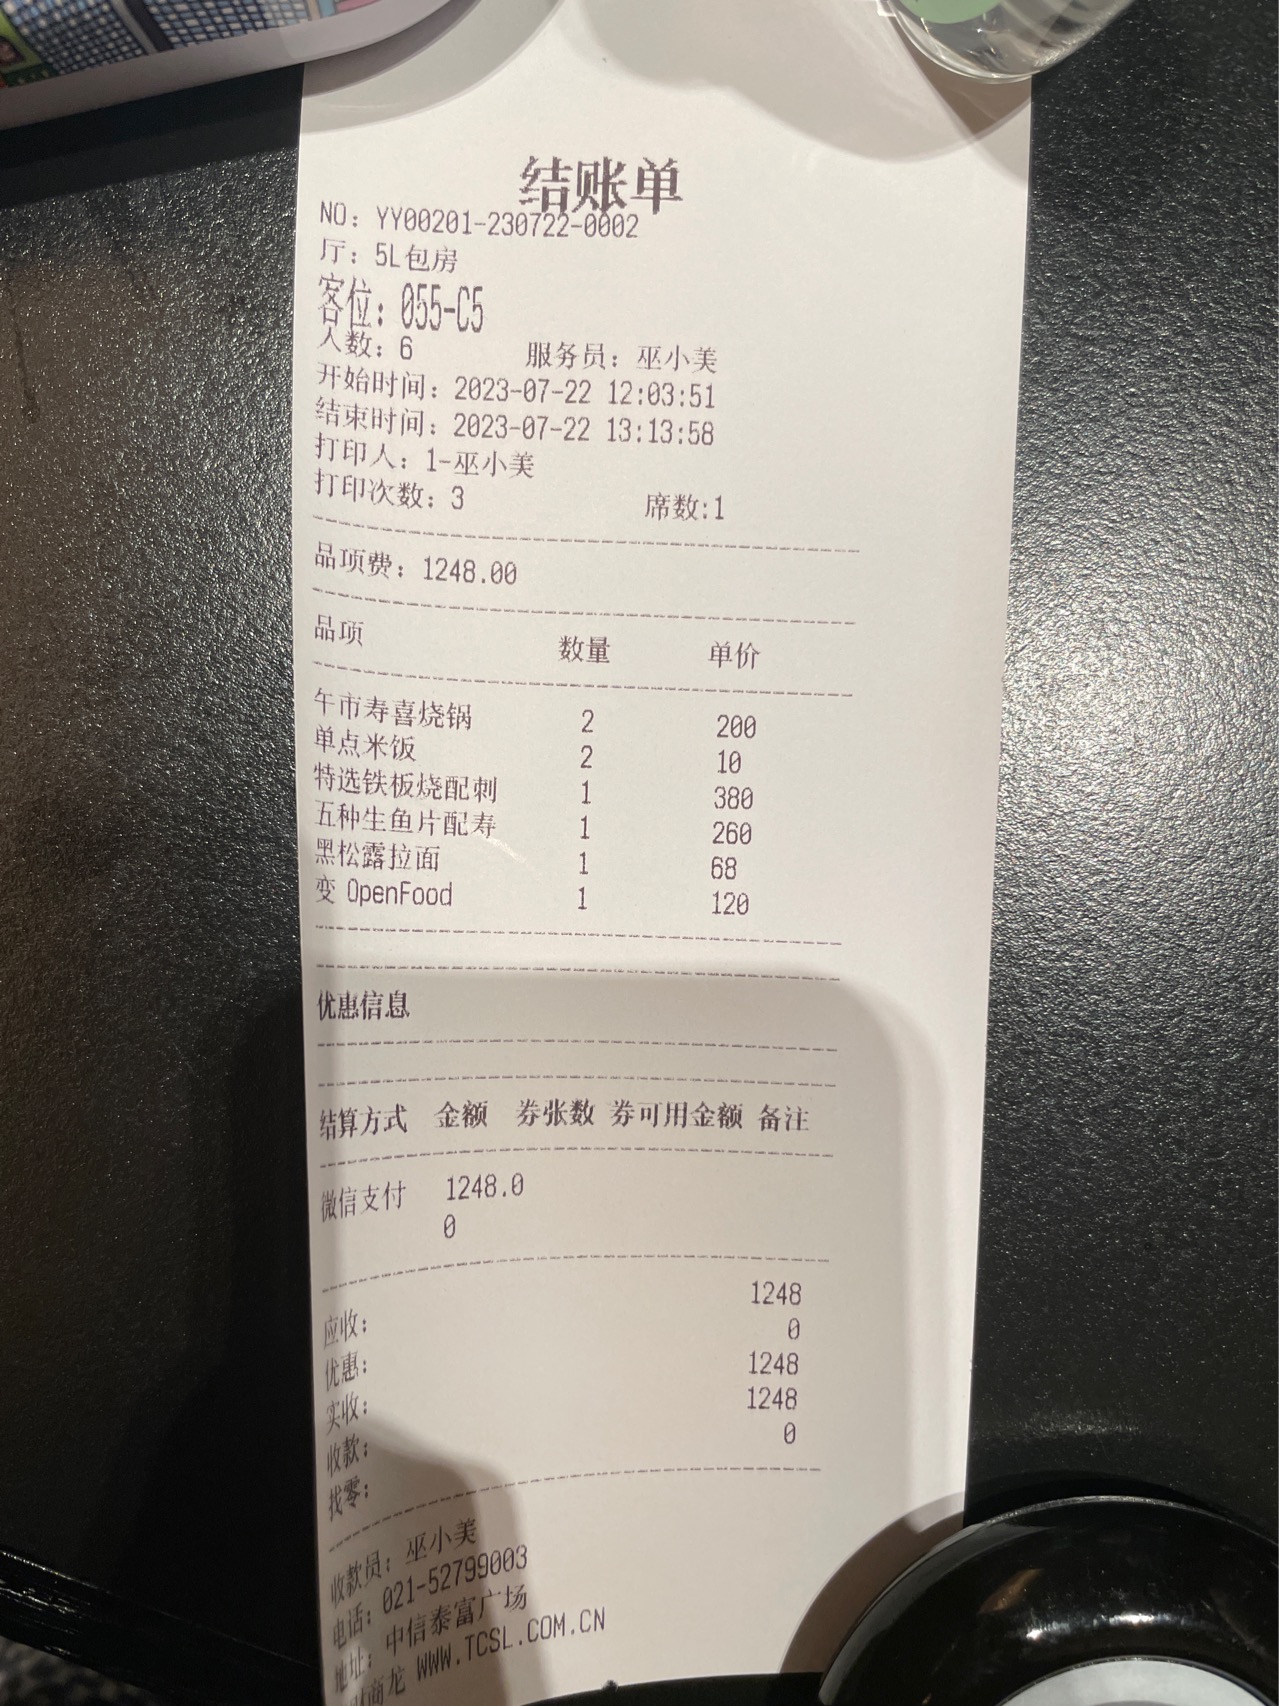 结账单
NO: YY00201-230722-0002
厅: 5L包房
客位: 055-C5
人数: 6 服务员: 巫小美
开始时间: 2023-07-22 12:03:51
结束时间: 2023-07-22 13:13:58
打印人: 1-巫小美
打印次数: 3 席数:1
品项费: 1248.00
品项 数量 单价
午市寿喜烧锅 2 200
单点米饭 2 10
特选铁板烧配刺 1 380
五种生鱼片配寿 1 260
黑松露拉面 1 68
变 OpenFood 1 120
优惠信息
结算方式 金额 券张数 券可用金额 备注
微信支付 1248.0
0
应收: 1248
优惠: 0
实收: 1248
收款: 1248
找零: 0
收款员: 巫小美
电话: 021-52799003
地址: 中信泰富广场
财商龙 WWW.TCSL.COM.CN